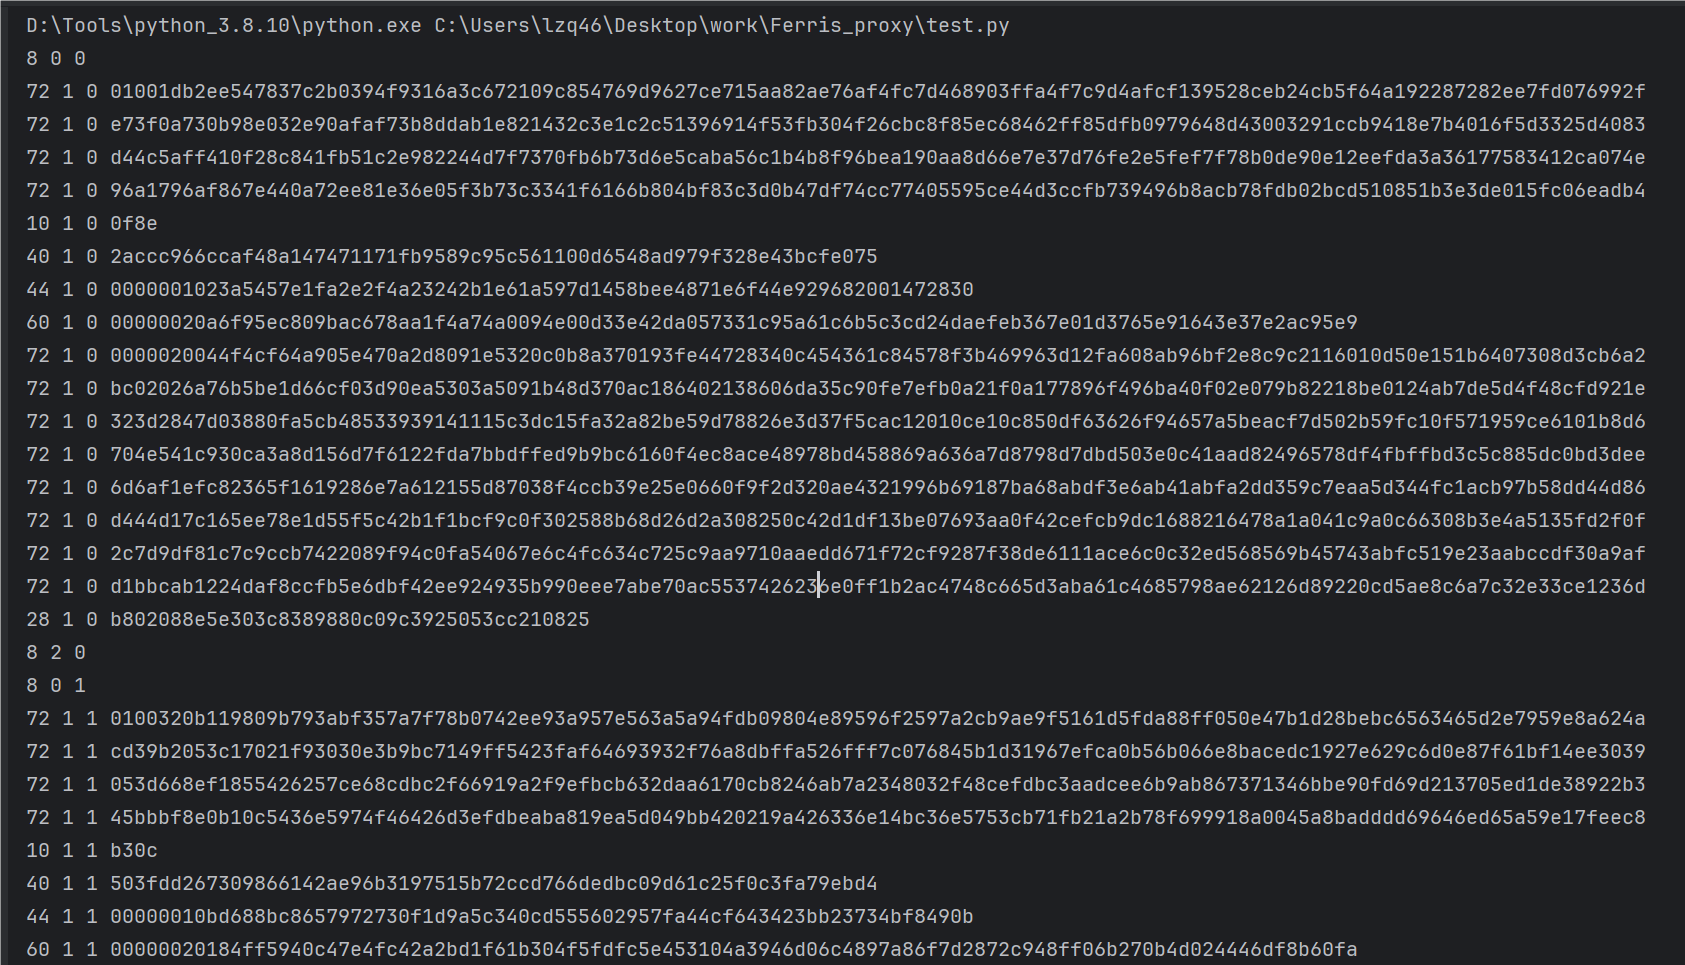 D:\Tools\python_3.8.10\python.exe C:\Users\lzq46\Desktop\work\Ferris_proxy\test.py
8 0 0
72 1 0 01001db2ee547837c2b0394f9316a3c672109c854769d9627ce715aa82ae76af4fc7d468903ffa4f7c9d4afcf139528ceb24cb5f64a192287282ee7fd076992f
72 1 0 e73f0a730b98e032e90afaf73b8ddab1e821432c3e1c2c51396914f53fb304f26cbc8f85ec68462ff85dfb0979648d43003291ccb9418e7b4016f5d3325d4083
72 1 0 d44c5aff410f28c841fb51c2e982244d7f7370fb6b73d6e5caba56c1b4b8f96bea190aa8d66e7e37d76fe2e5fef7f78b0de90e12eefda3a36177583412ca074e
72 1 0 96a1796af867e440a72ee81e36e05f3b73c3341f6166b804bf83c3d0b47df74cc77405595ce44d3ccfb739496b8acb78fdb02bcd510851b3e3de015fc06eadb4
10 1 0 0f8e
40 1 0 2accc966ccaf48a147471171fb9589c95c561100d6548ad979f328e43bcfe075
44 1 0 0000001023a5457e1fa2e2f4a23242b1e61a597d1458bee4871e6f44e929682001472830
60 1 0 00000020a6f95ec809bac678aa1f4a74a0094e00d33e42da057331c95a61c6b5c3cd24daefeb367e01d3765e91643e37e2ac95e9
72 1 0 0000020044f4cf64a905e470a2d8091e5320c0b8a370193fe44728340c454361c84578f3b469963d12fa608ab96bf2e8c9c2116010d50e151b6407308d3cb6a2
72 1 0 bc02026a76b5be1d66cf03d90ea5303a5091b48d370ac186402138606da35c90fe7efb0a21f0a177896f496ba40f02e079b82218be0124ab7de5d4f48cfd921e
72 1 0 323d2847d03880fa5cb48533939141115c3dc15fa32a82be59d78826e3d37f5cac12010ce10c850df63626f94657a5beacf7d502b59fc10f571959ce6101b8d6
72 1 0 704e541c930ca3a8d156d7f6122fda7bbdffed9b9bc6160f4ec8ace48978bd458869a636a7d8798d7dbd503e0c41aad82496578df4fbffbd3c5c885dc0bd3dee
72 1 0 6d6af1efc82365f1619286e7a612155d87038f4ccb39e25e0660f9f2d320ae4321996b69187ba68abdf3e6ab41abfa2dd359c7eaa5d344fc1acb97b58dd44d86
72 1 0 d444d17c165ee78e1d55f5c42b1f1bcf9c0f302588b68d26d2a308250c42d1df13be07693aa0f42cefcb9dc1688216478a1a041c9a0c66308b3e4a5135fd2f0f
72 1 0 2c7d9df81c7c9ccb7422089f94c0fa54067e6c4fc634c725c9aa9710aaedd671f72cf9287f38de6111ace6c0c32ed568569b45743abfc519e23aabccdf30a9af
72 1 0 d1bbcab1224daf8ccfb5e6dbf42ee924935b990eee7abe70ac5537426236e0ff1b2ac4748c665d3aba61c4685798ae62126d89220cd5ae8c6a7c32e33ce1236d
28 1 0 b802088e5e303c8389880c09c3925053cc210825
8 2 0
8 0 1
72 1 1 0100320b119809b793abf357a7f78b0742ee93a957e563a5a94fdb09804e89596f2597a2cb9ae9f5161d5fda88ff050e47b1d28bebc6563465d2e7959e8a624a
72 1 1 cd39b2053c17021f93030e3b9bc7149ff5423faf64693932f76a8dbffa526fff7c076845b1d31967efca0b56b066e8bacedc1927e629c6d0e87f61bf14ee3039
72 1 1 053d668ef1855426257ce68cdbc2f66919a2f9efbcb632daa6170cb8246ab7a2348032f48cefdbc3aadcee6b9ab867371346bbe90fd69d213705ed1de38922b3
72 1 1 45bbbf8e0b10c5436e5974f46426d3efdbeaba819ea5d049bb420219a426336e14bc36e5753cb71fb21a2b78f699918a0045a8badddd69646ed65a59e17feec8
10 1 1 b30c
40 1 1 503fdd267309866142ae96b3197515b72ccd766dedbc09d61c25f0c3fa79ebd4
44 1 1 00000010bd688bc8657972730f1d9a5c340cd555602957fa44cf643423bb23734bf8490b
60 1 1 00000020184ff5940c47e4fc42a2bd1f61b304f5fdfc5e453104a3946d06c4897a86f7d2872c948ff06b270b4d024446df8b60fa